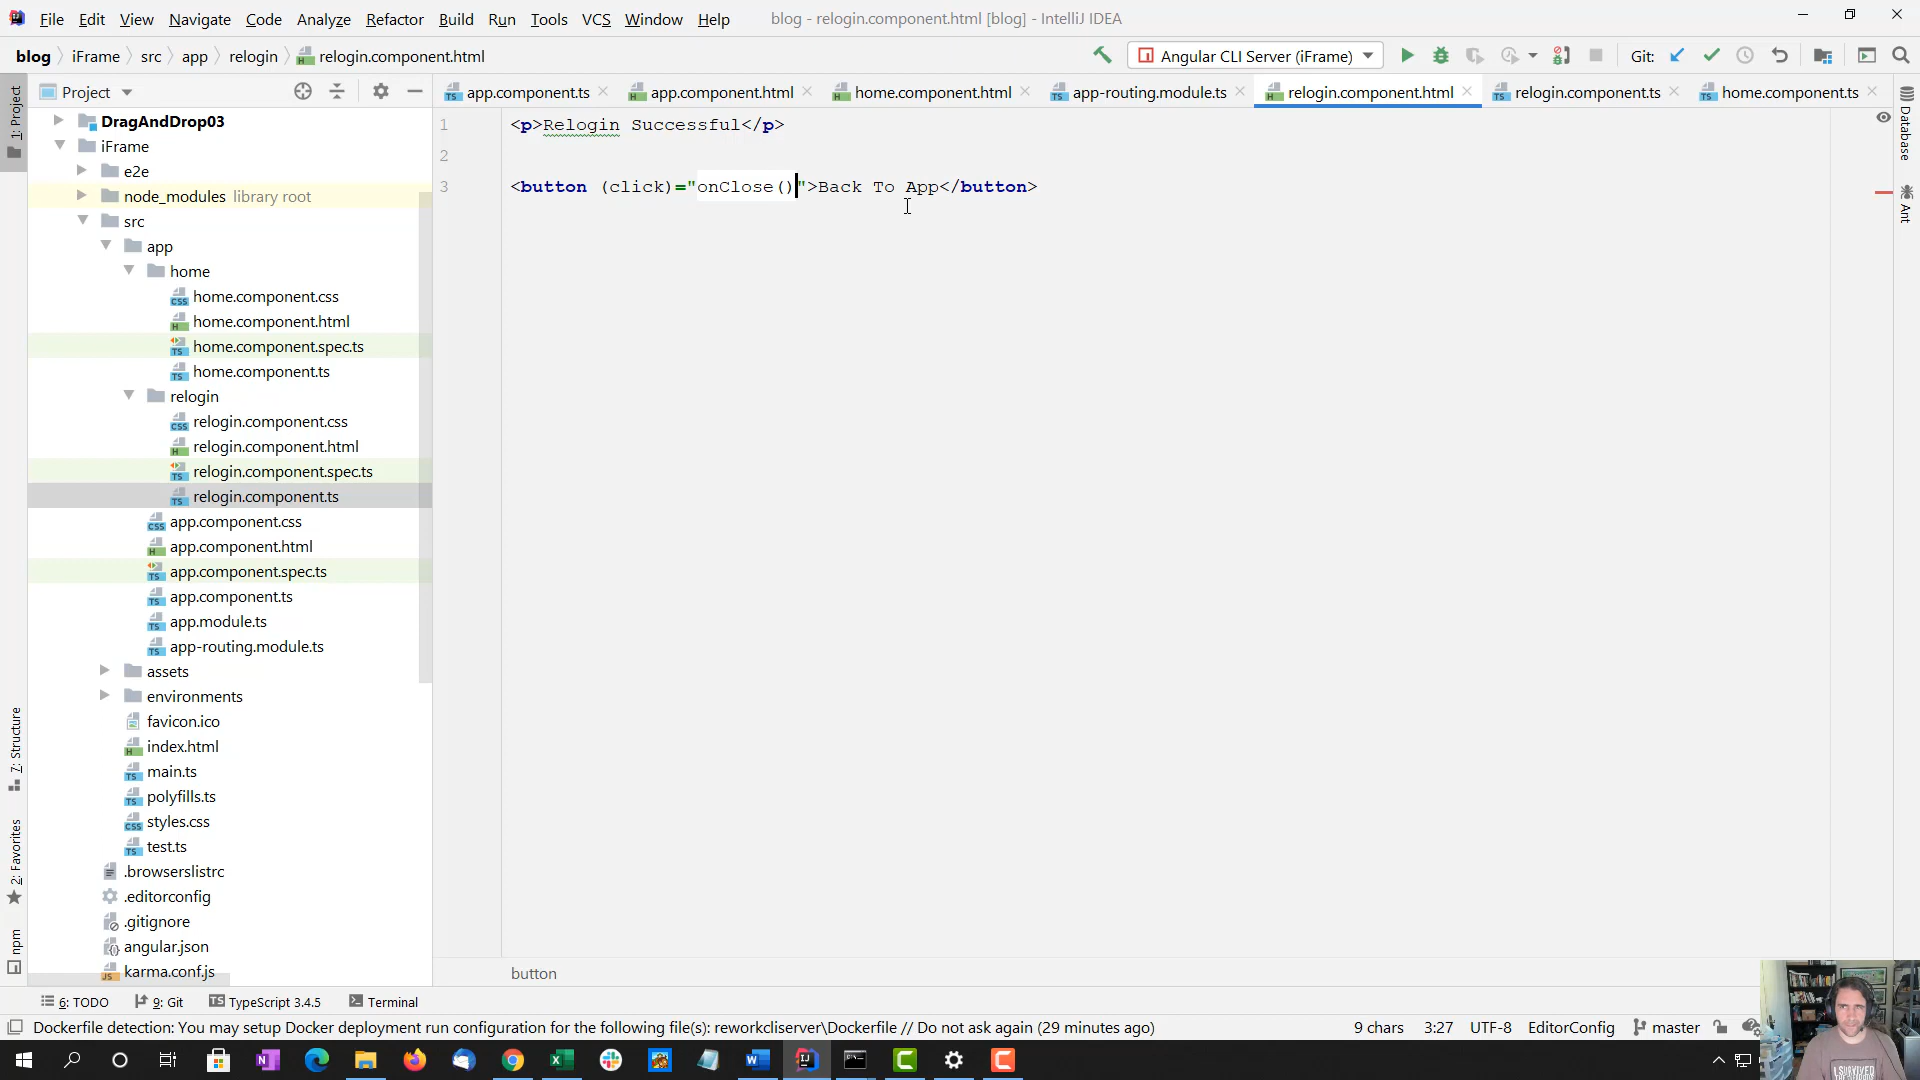 File Edit View Navigate Code Analyze Refactor Build Run Tools VCS Window Help blog - relogin.component.html [blog] - IntelliJ IDEA
blog iFrame src app relogin relogin.component.html Angular CLI Server (iFrame) Git:
Project
app.component.ts app.component.html home.component.html app-routing.module.ts relogin.component.html relogin.component.ts home.component.ts
1: Project
DragAndDrop03
iFrame
e2e
node_modules library root
src
app
home
home.component.css
home.component.html
home.component.spec.ts
home.component.ts
relogin
relogin.component.css
relogin.component.html
relogin.component.spec.ts
relogin.component.ts
app.component.css
app.component.html
app.component.spec.ts
app.component.ts
app.module.ts
app-routing.module.ts
assets
environments
favicon.ico
index.html
main.ts
polyfills.ts
styles.css
test.ts
.browserslistrc
.editorconfig
.gitignore
angular.json
karma.conf.js
7: Structure
2: Favorites
npm
1 <p>Relogin Successful</p>
2
3 <button (click)="onClose()">Back To App</button>
Database
Ant
button
6: TODO 9: Git TypeScript 3.4.5 Terminal
Dockerfile detection: You may setup Docker deployment run configuration for the following file(s): reworkcliserver\Dockerfile // Do not ask again (29 minutes ago) 9 chars 3:27 UTF-8 EditorConfig master
I SURVIVED